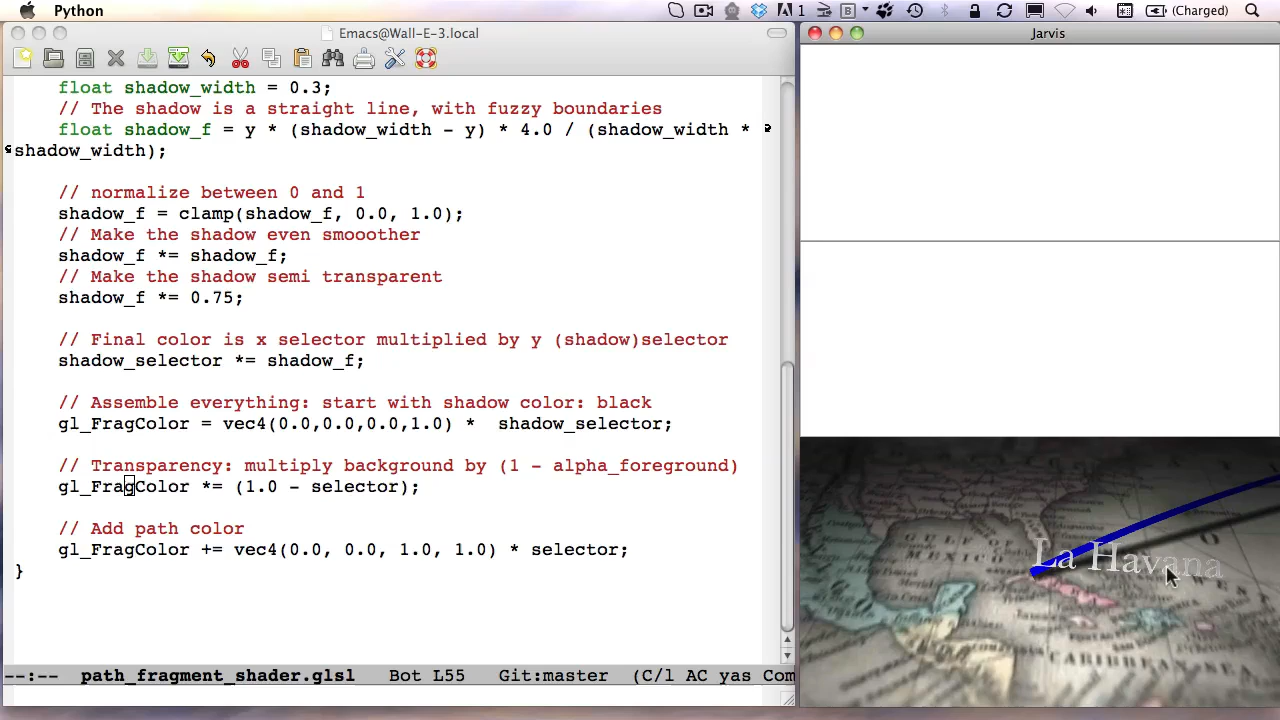 Python
1
B
(Charged)
Emacs@Wall-E-3.local
Jarvis
float shadow_width = 0.3;
// The shadow is a straight line, with fuzzy boundaries
float shadow_f = y * (shadow_width - y) * 4.0 / (shadow_width *
shadow_width);
// normalize between 0 and 1
shadow_f = clamp(shadow_f, 0.0, 1.0);
// Make the shadow even smooother
shadow_f *= shadow_f;
// Make the shadow semi transparent
shadow_f *= 0.75;
// Final color is x selector multiplied by y (shadow)selector
shadow_selector *= shadow_f;
// Assemble everything: start with shadow color: black
gl_FragColor = vec4(0.0,0.0,0.0,1.0) *  shadow_selector;
// Transparency: multiply background by (1 - alpha_foreground)
gl_FragColor *= (1.0 - selector);
// Add path color
gl_FragColor += vec4(0.0, 0.0, 1.0, 1.0) * selector;
}
GULF OF
MEXICO
La Havana
CARIBBEAN SEA
--:-- path_fragment_shader.glsl Bot L55 Git:master (C/l AC yas Com